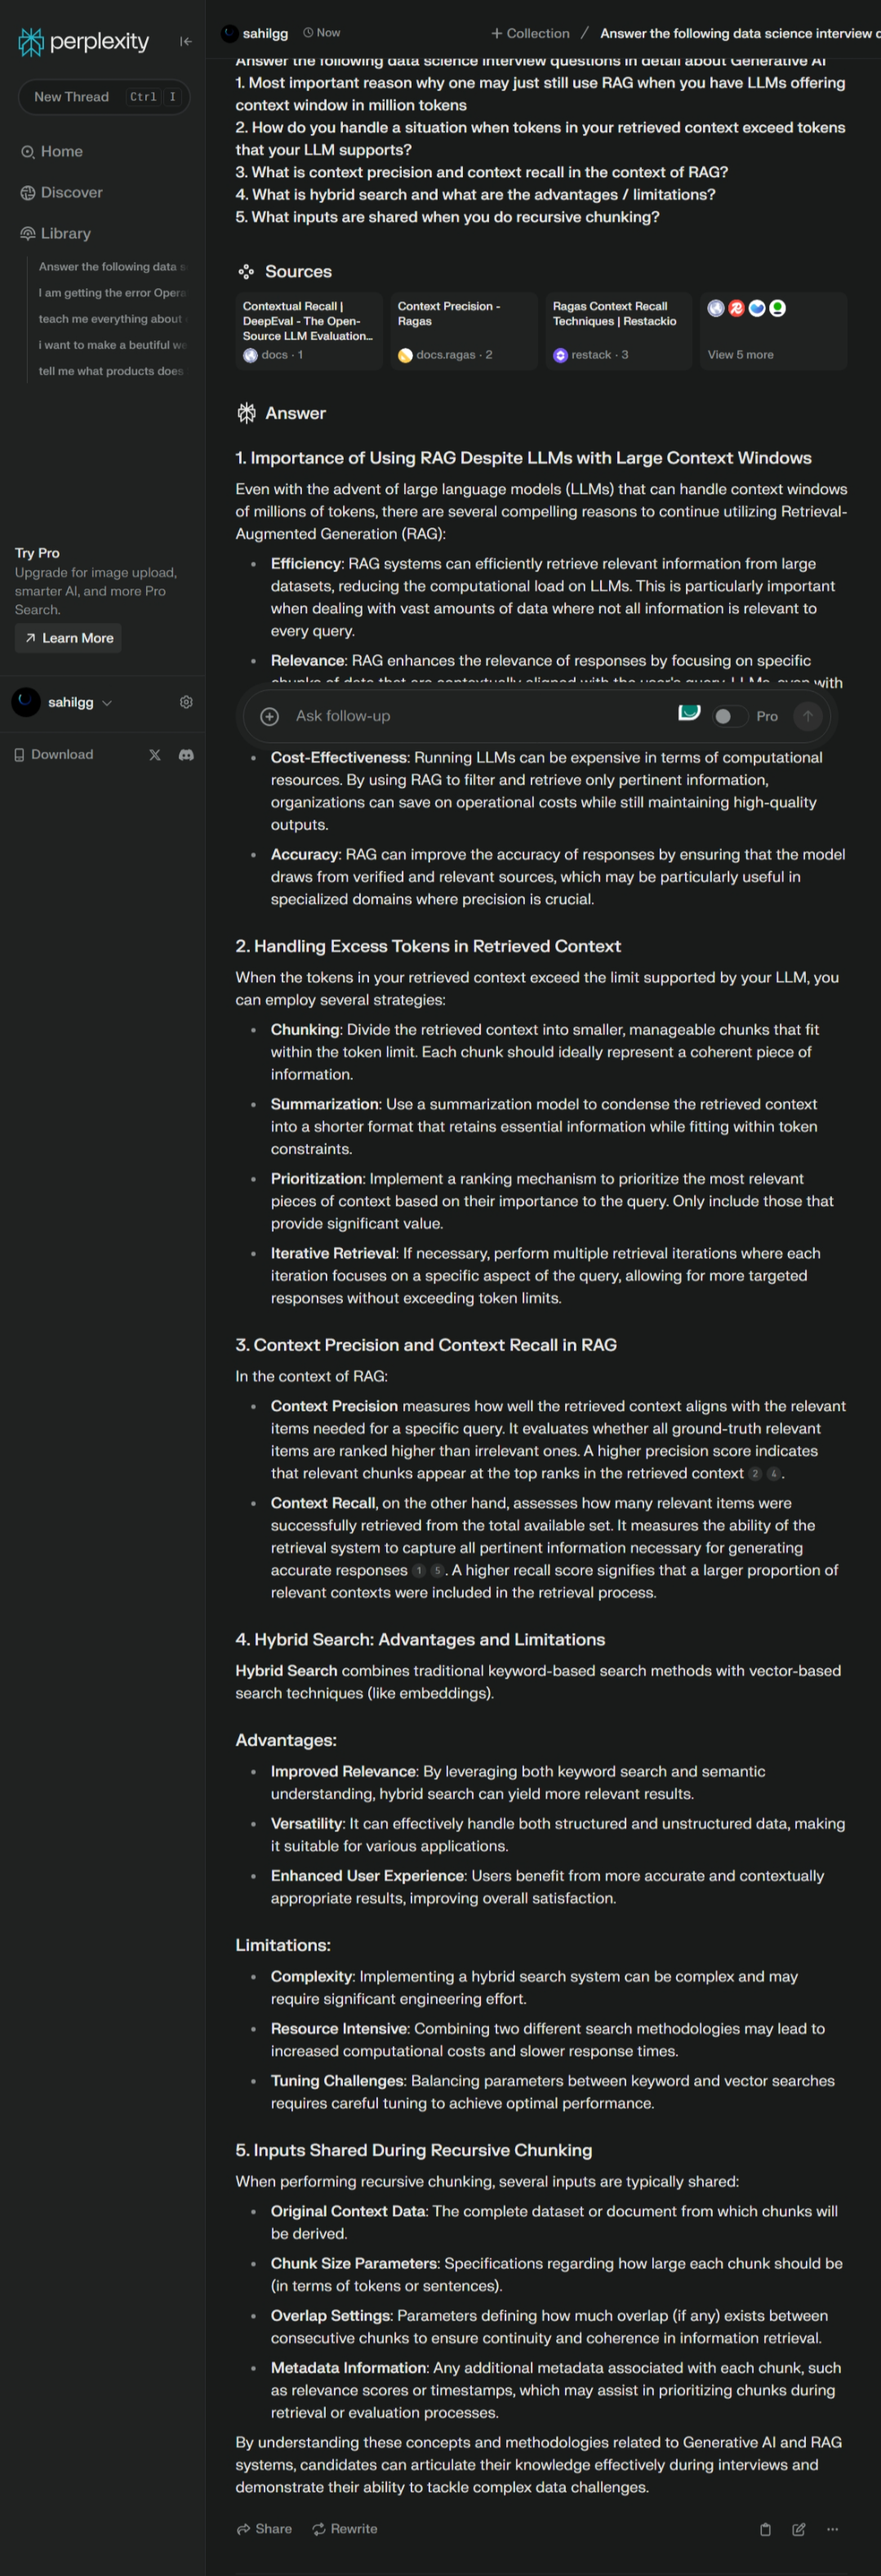 perplexity
New Thread Ctrl I
Home
Discover
Library
Answer the following data s
I am getting the error Opera
teach me everything about
i want to make a beutiful we
tell me what products does
Try Pro
Upgrade for image upload,
smarter AI, and more Pro
Search.
Learn More
sahilgg
Download
sahilgg Now + Collection / Answer the following data science interview
Answer the following data science interview questions in detail about Generative AI
1. Most important reason why one may just still use RAG when you have LLMs offering
context window in million tokens
2. How do you handle a situation when tokens in your retrieved context exceed tokens
that your LLM supports?
3. What is context precision and context recall in the context of RAG?
4. What is hybrid search and what are the advantages / limitations?
5. What inputs are shared when you do recursive chunking?
Sources
Contextual Recall |
DeepEval - The Open-
Source LLM Evaluation...
docs · 1
Context Precision -
Ragas
docs.ragas · 2
Ragas Context Recall
Techniques | Restackio
restack · 3
View 5 more
Answer
1. Importance of Using RAG Despite LLMs with Large Context Windows
Even with the advent of large language models (LLMs) that can handle context windows
of millions of tokens, there are several compelling reasons to continue utilizing Retrieval-
Augmented Generation (RAG):
• Efficiency: RAG systems can efficiently retrieve relevant information from large
datasets, reducing the computational load on LLMs. This is particularly important
when dealing with vast amounts of data where not all information is relevant to
every query.
• Relevance: RAG enhances the relevance of responses by focusing on specific
chunks of data that are contextually aligned with the user's query. LLMs, even with
Ask follow-up Pro
• Cost-Effectiveness: Running LLMs can be expensive in terms of computational
resources. By using RAG to filter and retrieve only pertinent information,
organizations can save on operational costs while still maintaining high-quality
outputs.
• Accuracy: RAG can improve the accuracy of responses by ensuring that the model
draws from verified and relevant sources, which may be particularly useful in
specialized domains where precision is crucial.
2. Handling Excess Tokens in Retrieved Context
When the tokens in your retrieved context exceed the limit supported by your LLM, you
can employ several strategies:
• Chunking: Divide the retrieved context into smaller, manageable chunks that fit
within the token limit. Each chunk should ideally represent a coherent piece of
information.
• Summarization: Use a summarization model to condense the retrieved context
into a shorter format that retains essential information while fitting within token
constraints.
• Prioritization: Implement a ranking mechanism to prioritize the most relevant
pieces of context based on their importance to the query. Only include those that
provide significant value.
• Iterative Retrieval: If necessary, perform multiple retrieval iterations where each
iteration focuses on a specific aspect of the query, allowing for more targeted
responses without exceeding token limits.
3. Context Precision and Context Recall in RAG
In the context of RAG:
• Context Precision measures how well the retrieved context aligns with the relevant
items needed for a specific query. It evaluates whether all ground-truth relevant
items are ranked higher than irrelevant ones. A higher precision score indicates
that relevant chunks appear at the top ranks in the retrieved context 2 4.
• Context Recall, on the other hand, assesses how many relevant items were
successfully retrieved from the total available set. It measures the ability of the
retrieval system to capture all pertinent information necessary for generating
accurate responses 1 5. A higher recall score signifies that a larger proportion of
relevant contexts were included in the retrieval process.
4. Hybrid Search: Advantages and Limitations
Hybrid Search combines traditional keyword-based search methods with vector-based
search techniques (like embeddings).
Advantages:
• Improved Relevance: By leveraging both keyword search and semantic
understanding, hybrid search can yield more relevant results.
• Versatility: It can effectively handle both structured and unstructured data, making
it suitable for various applications.
• Enhanced User Experience: Users benefit from more accurate and contextually
appropriate results, improving overall satisfaction.
Limitations:
• Complexity: Implementing a hybrid search system can be complex and may
require significant engineering effort.
• Resource Intensive: Combining two different search methodologies may lead to
increased computational costs and slower response times.
• Tuning Challenges: Balancing parameters between keyword and vector searches
requires careful tuning to achieve optimal performance.
5. Inputs Shared During Recursive Chunking
When performing recursive chunking, several inputs are typically shared:
• Original Context Data: The complete dataset or document from which chunks will
be derived.
• Chunk Size Parameters: Specifications regarding how large each chunk should be
(in terms of tokens or sentences).
• Overlap Settings: Parameters defining how much overlap (if any) exists between
consecutive chunks to ensure continuity and coherence in information retrieval.
• Metadata Information: Any additional metadata associated with each chunk, such
as relevance scores or timestamps, which may assist in prioritizing chunks during
retrieval or evaluation processes.
By understanding these concepts and methodologies related to Generative AI and RAG
systems, candidates can articulate their knowledge effectively during interviews and
demonstrate their ability to tackle complex data challenges.
Share Rewrite